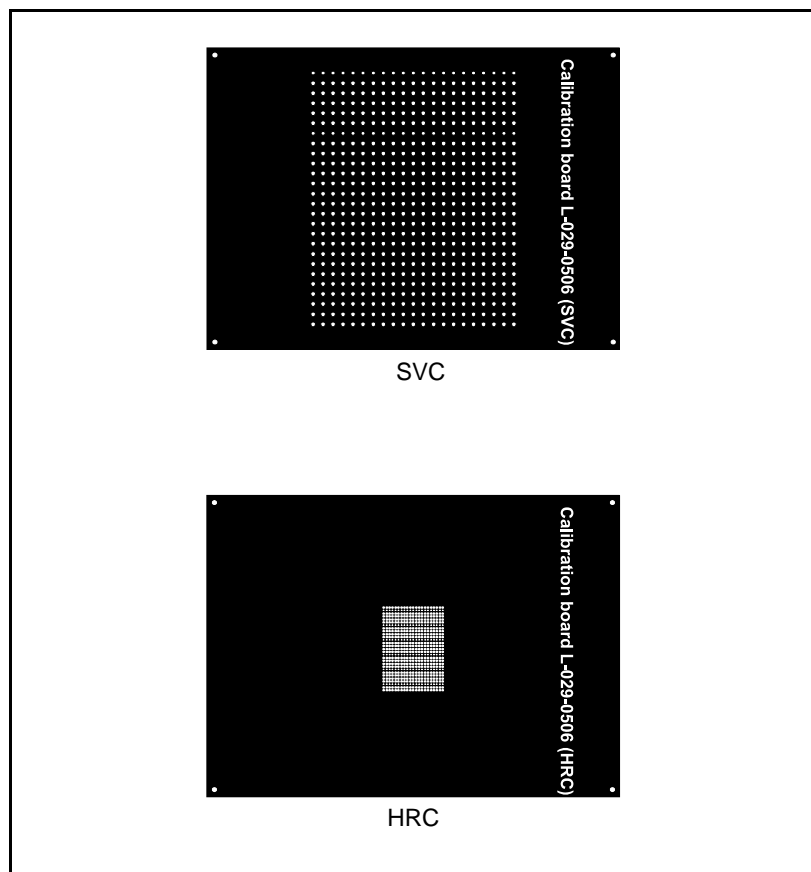 Calibration board L-029-0506 (SVC)
SVC
Calibration board L-029-0506 (HRC)
HRC